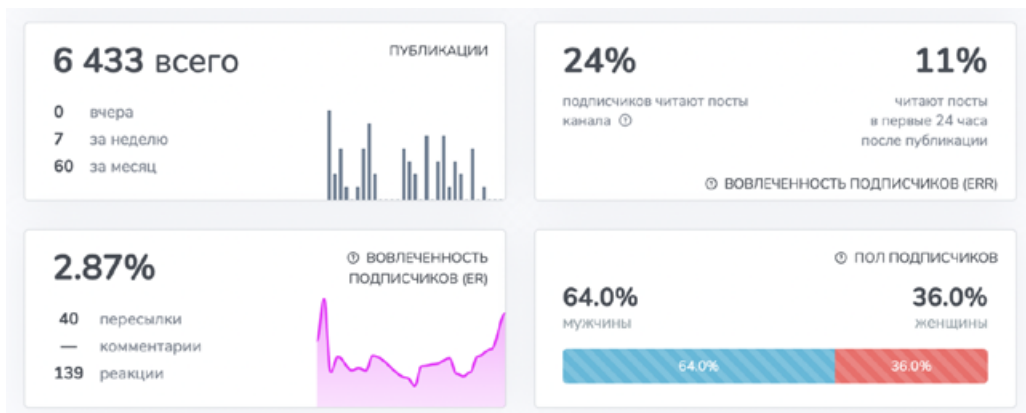 6 433 всего
ПУБЛИКАЦИИ
0 вчера
7 за неделю
60 за месяц
24%
подписчиков читают посты
канала
11%
читают посты
в первые 24 часа
после публикации
ВОВЛЕЧЕННОСТЬ ПОДПИСЧИКОВ (ERR)
2.87%
ВОВЛЕЧЕННОСТЬ
ПОДПИСЧИКОВ (ER)
40 пересылки
— комментарии
139 реакции
ПОЛ ПОДПИСЧИКОВ
64.0%
мужчины
36.0%
женщины
64.0%
36.0%